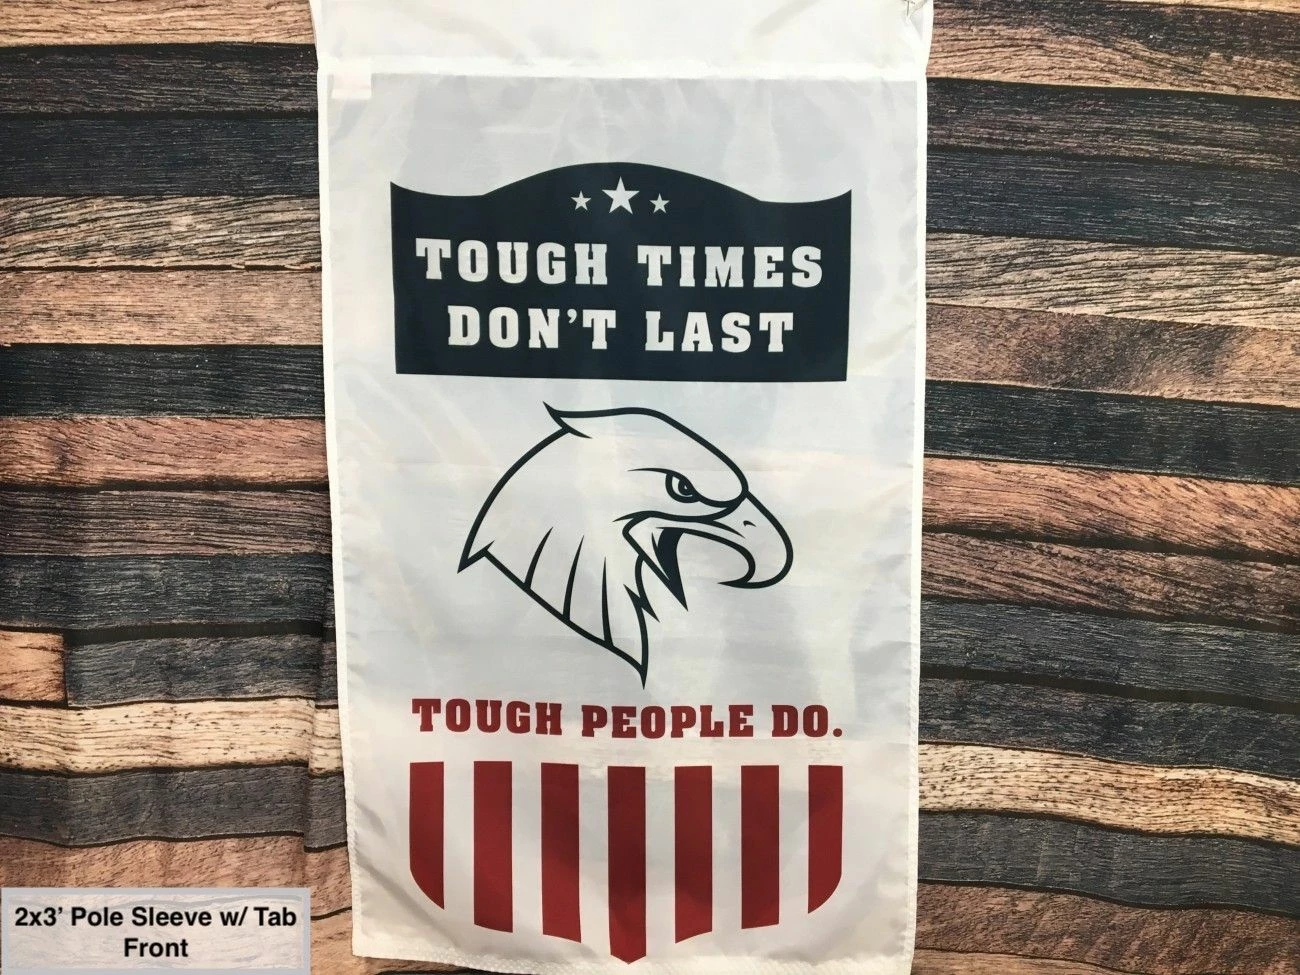 TOUGH TIMES
DON'T LAST
TOUGH PEOPLE DO.
2x3' Pole Sleeve w/ Tab
Front